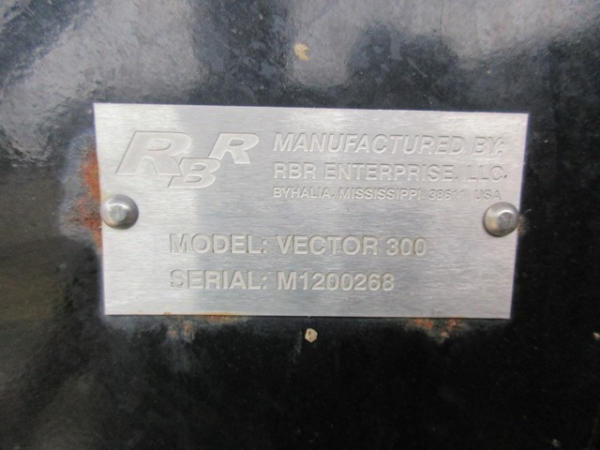 RBR
MANUFACTURED BY:
RBR ENTERPRISE, LLC.
BYHALIA, MISSISSIPPI 38611 USA
MODEL: VECTOR 300
SERIAL: M1200268